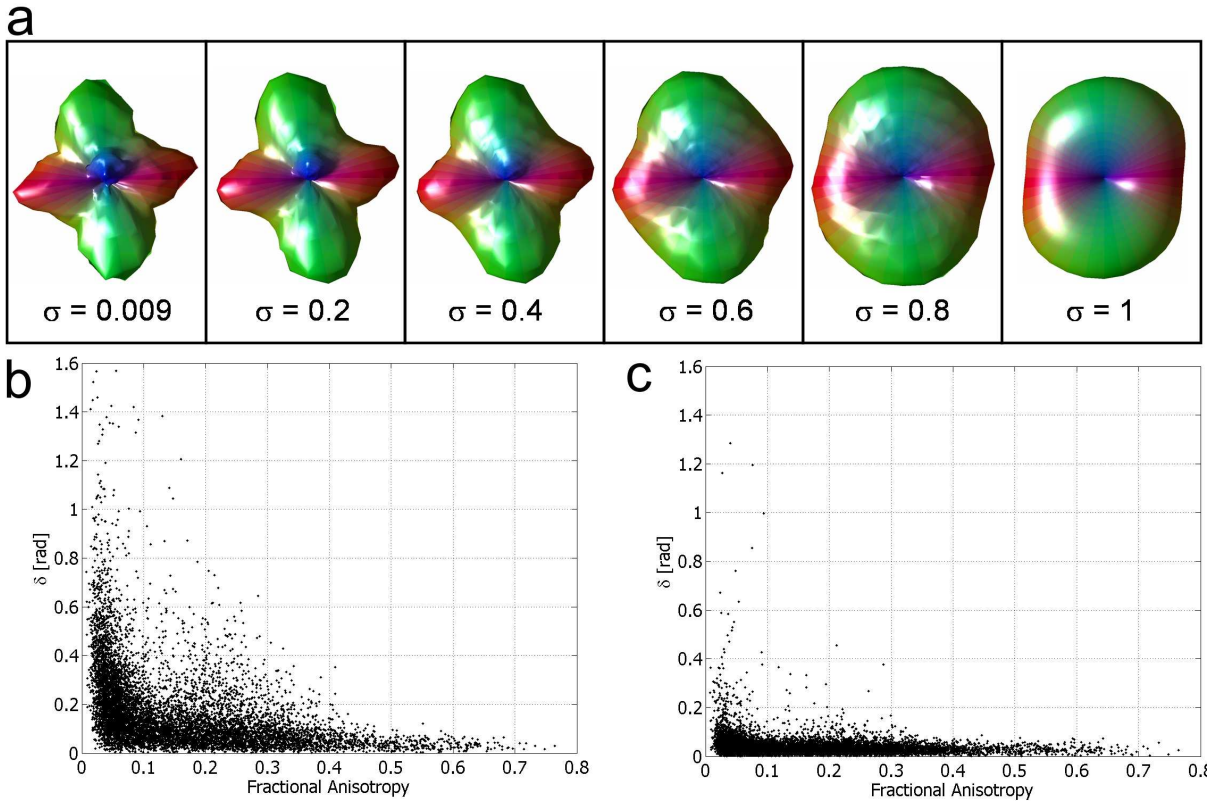 a
σ = 0.009
σ = 0.2
σ = 0.4
σ = 0.6
σ = 0.8
σ = 1
b
1.6
1.4
1.2
1
0.8
0.6
0.4
0.2
0
δ [rad]
0 0.1 0.2 0.3 0.4 0.5 0.6 0.7 0.8
Fractional Anisotropy
c
1.6
1.4
1.2
1
0.8
0.6
0.4
0.2
0
δ [rad]
0 0.1 0.2 0.3 0.4 0.5 0.6 0.7 0.8
Fractional Anisotropy